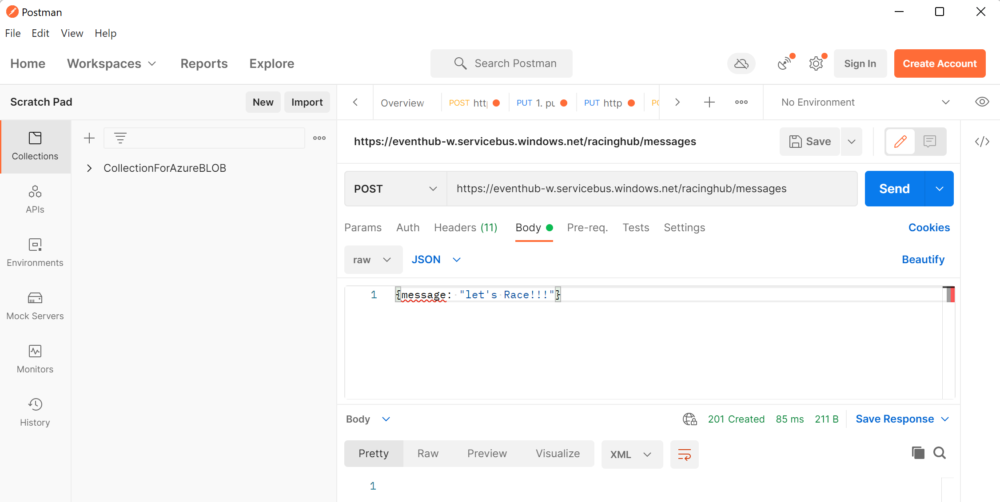 Postman
File Edit View Help
Home Workspaces Reports Explore Search Postman Sign In Create Account
Scratch Pad New Import
Overview POST htt PUT 1. pu PUT http No Environment
Collections
CollectionForAzureBLOB
APIs
Environments
Mock Servers
Monitors
History
https://eventhub-w.servicebus.windows.net/racinghub/messages Save
POST https://eventhub-w.servicebus.windows.net/racinghub/messages Send
Params Auth Headers (11) Body Pre-req. Tests Settings Cookies
raw JSON Beautify
1 {message: "let's Race!!!"}
Body 201 Created 85 ms 211 B Save Response
Pretty Raw Preview Visualize XML
1